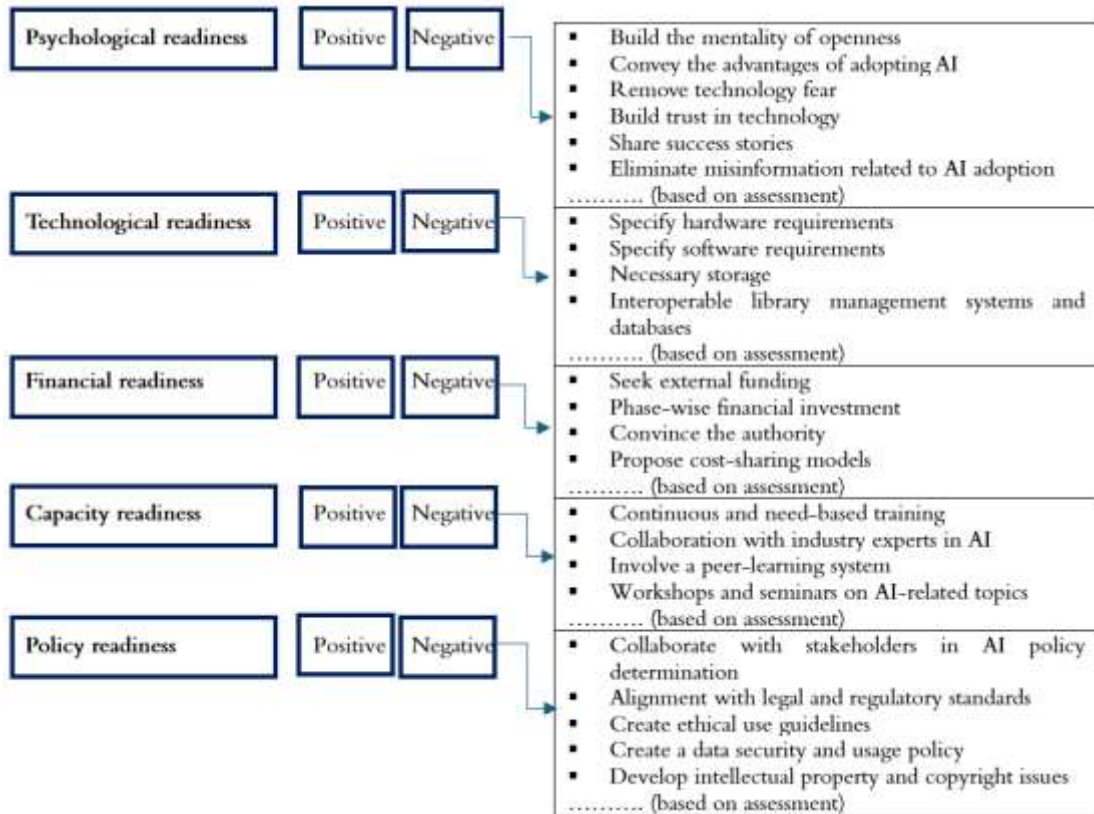 Psychological readiness
Positive
Negative
▪ Build the mentality of openness
▪ Convey the advantages of adopting AI
▪ Remove technology fear
▪ Build trust in technology
▪ Share success stories
▪ Eliminate misinformation related to AI adoption
.......... (based on assessment)
Technological readiness
Positive
Negative
▪ Specify hardware requirements
▪ Specify software requirements
▪ Necessary storage
▪ Interoperable library management systems and
databases
.......... (based on assessment)
Financial readiness
Positive
Negative
▪ Seek external funding
▪ Phase-wise financial investment
▪ Convince the authority
▪ Propose cost-sharing models
.......... (based on assessment)
Capacity readiness
Positive
Negative
▪ Continuous and need-based training
▪ Collaboration with industry experts in AI
▪ Involve a peer-learning system
▪ Workshops and seminars on AI-related topics
.......... (based on assessment)
Policy readiness
Positive
Negative
▪ Collaborate with stakeholders in AI policy
determination
▪ Alignment with legal and regulatory standards
▪ Create ethical use guidelines
▪ Create a data security and usage policy
▪ Develop intellectual property and copyright issues
.......... (based on assessment)